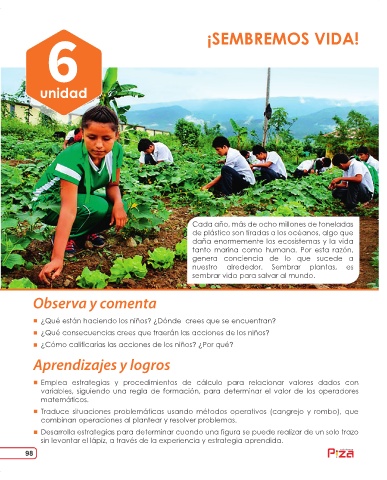 ¡SEMBREMOS VIDA!
6
unidad
Cada año, más de ocho millones de toneladas
de plástico son tiradas a los océanos, algo que
daña enormemente los ecosistemas y la vida
tanto marina como humana. Por esta razón,
genera conciencia de lo que sucede a
nuestro alrededor. Sembrar plantas, es
sembrar vida para salvar al mundo.
Observa y comenta
¿Qué están haciendo los niños? ¿Dónde crees que se encuentran?
¿Qué consecuencias crees que traerán las acciones de los niños?
¿Cómo calificarías las acciones de los niños? ¿Por qué?
Aprendizajes y logros
Emplea estrategias y procedimientos de cálculo para relacionar valores dados con
variables, siguiendo una regla de formación, para determinar el valor de los operadores
matemáticos.
Traduce situaciones problemáticas usando métodos operativos (cangrejo y rombo), que
combinan operaciones al plantear y resolver problemas.
Desarrolla estrategias para determinar cuando una figura se puede realizar de un solo trazo
sin levantar el lápiz, a través de la experiencia y estrategia aprendida.
98
Pizã